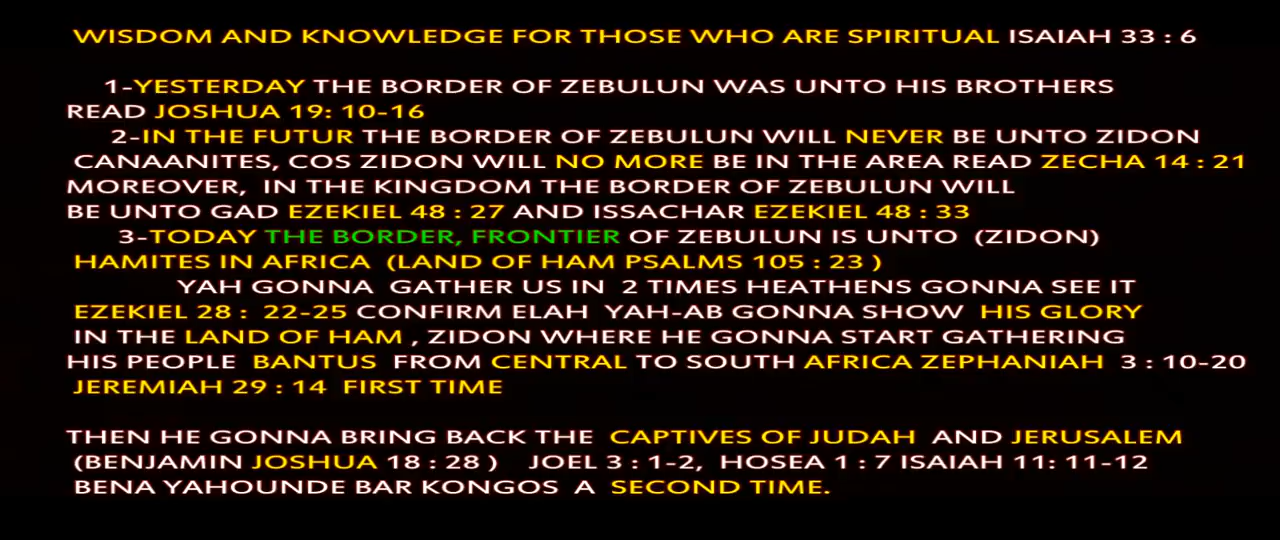 WISDOM AND KNOWLEDGE FOR THOSE WHO ARE SPIRITUAL ISAIAH 33 : 6
1-YESTERDAY THE BORDER OF ZEBULUN WAS UNTO HIS BROTHERS
READ JOSHUA 19: 10-16
2-IN THE FUTUR THE BORDER OF ZEBULUN WILL NEVER BE UNTO ZIDON
CANAANITES, COS ZIDON WILL NO MORE BE IN THE AREA READ ZECHA 14 : 21
MOREOVER, IN THE KINGDOM THE BORDER OF ZEBULUN WILL
BE UNTO GAD EZEKIEL 48 : 27 AND ISSACHAR EZEKIEL 48 : 33
3-TODAY THE BORDER, FRONTIER OF ZEBULUN IS UNTO (ZIDON)
HAMITES IN AFRICA (LAND OF HAM PSALMS 105 : 23 )
YAH GONNA GATHER US IN 2 TIMES HEATHENS GONNA SEE IT
EZEKIEL 28 : 22-25 CONFIRM ELAH YAH-AB GONNA SHOW HIS GLORY
IN THE LAND OF HAM , ZIDON WHERE HE GONNA START GATHERING
HIS PEOPLE BANTUS FROM CENTRAL TO SOUTH AFRICA ZEPHANIAH 3 : 10-20
JEREMIAH 29 : 14 FIRST TIME
THEN HE GONNA BRING BACK THE CAPTIVES OF JUDAH AND JERUSALEM
(BENJAMIN JOSHUA 18 : 28 ) JOEL 3 : 1-2, HOSEA 1 : 7 ISAIAH 11: 11-12
BENA YAHOUNDE BAR KONGOS A SECOND TIME.